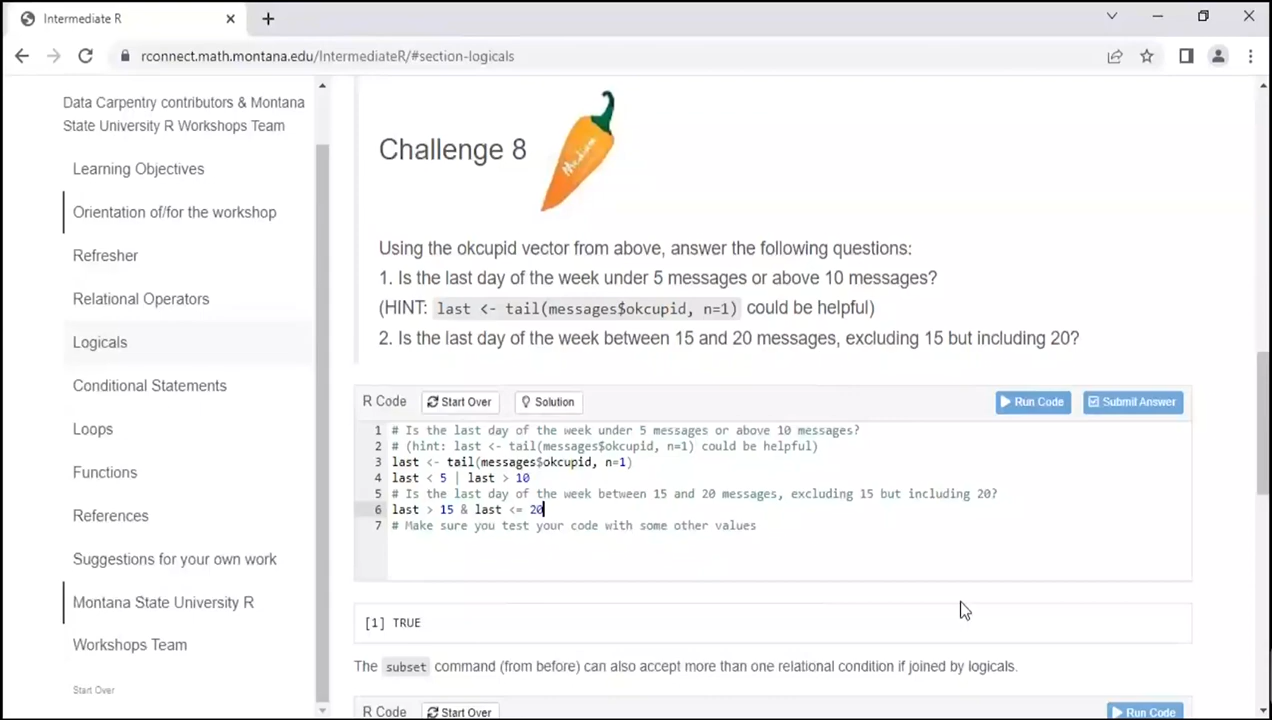 Intermediate R
rconnect.math.montana.edu/IntermediateR/#section-logicals
Data Carpentry contributors & Montana
State University R Workshops Team
Learning Objectives
Orientation of/for the workshop
Refresher
Relational Operators
Logicals
Conditional Statements
Loops
Functions
References
Suggestions for your own work
Montana State University R
Workshops Team
Start Over
Challenge 8
Medium
Using the okcupid vector from above, answer the following questions:
1. Is the last day of the week under 5 messages or above 10 messages?
(HINT: last <- tail(messages$okcupid, n=1) could be helpful)
2. Is the last day of the week between 15 and 20 messages, excluding 15 but including 20?
R Code Start Over Solution Run Code Submit Answer
1 # Is the last day of the week under 5 messages or above 10 messages?
2 # (hint: last <- tail(messages$okcupid, n=1) could be helpful)
3 last <- tail(messages$okcupid, n=1)
4 last < 5 | last > 10
5 # Is the last day of the week between 15 and 20 messages, excluding 15 but including 20?
6 last > 15 & last <= 20
7 # Make sure you test your code with some other values
[1] TRUE
The subset command (from before) can also accept more than one relational condition if joined by logicals.
R Code Start Over Run Code